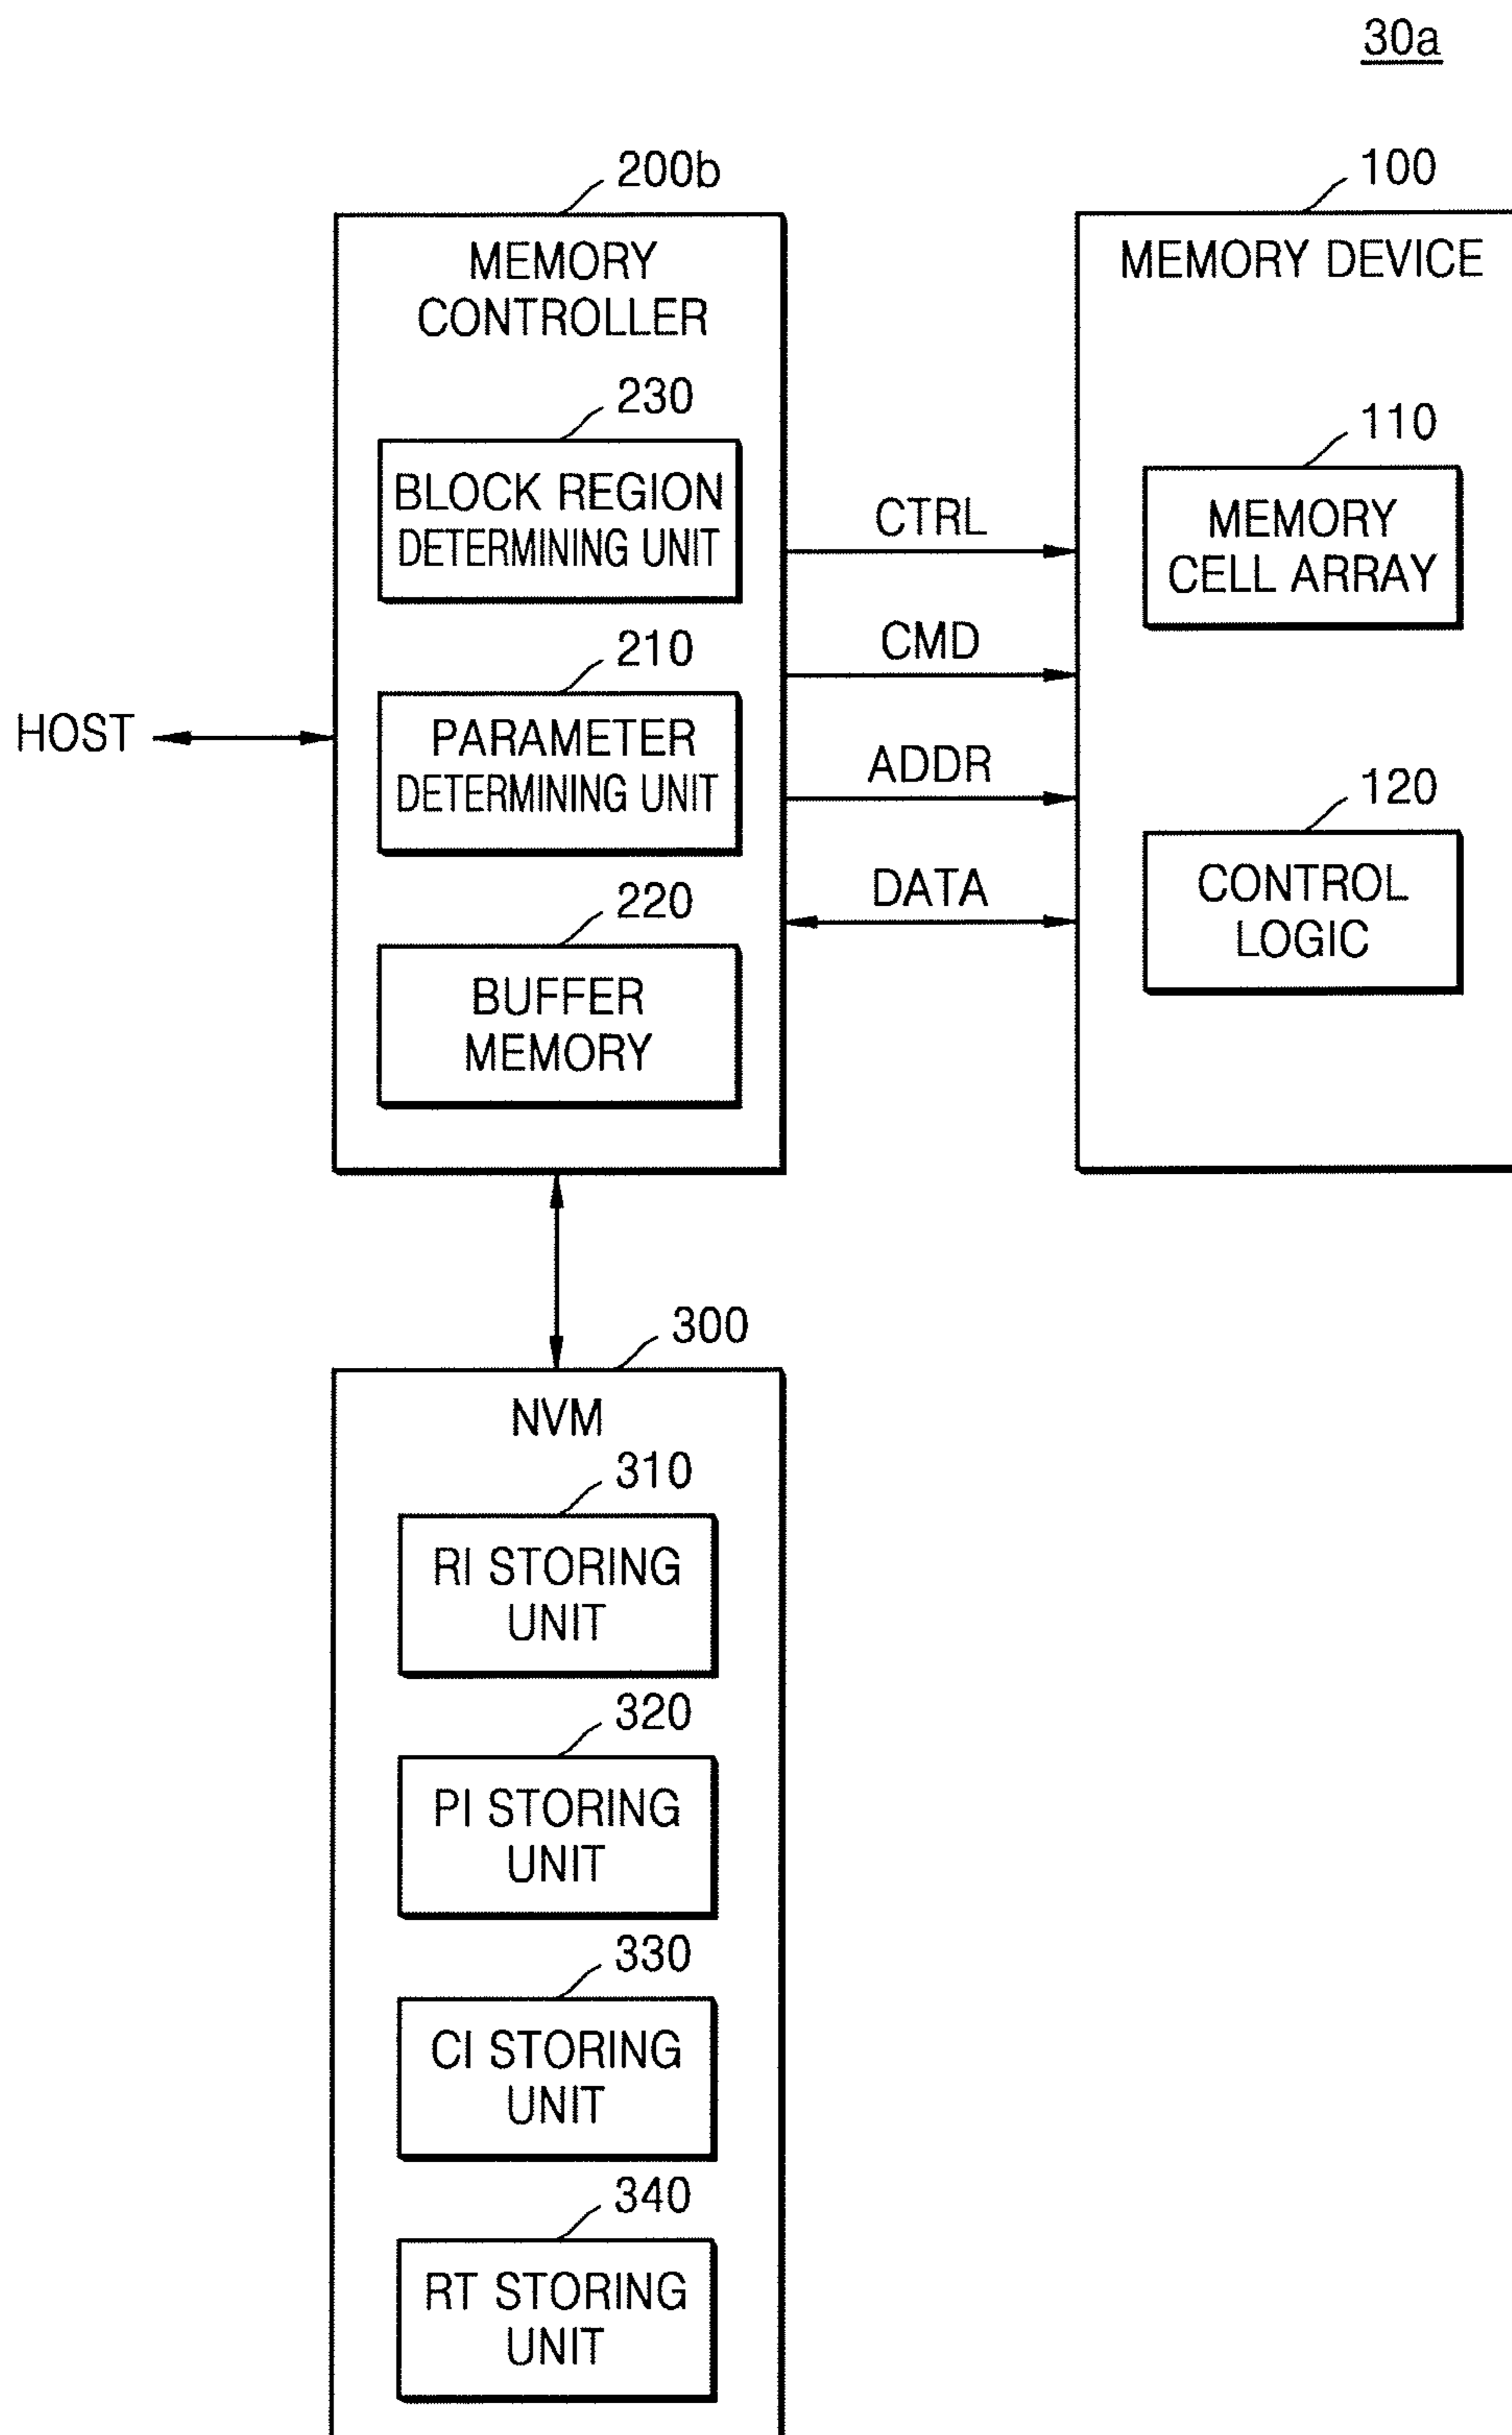 30a
200b
MEMORY
CONTROLLER
230
BLOCK REGION
DETERMINING UNIT
210
PARAMETER
DETERMINING UNIT
220
BUFFER
MEMORY
HOST
CTRL
CMD
ADDR
DATA
100
MEMORY DEVICE
110
MEMORY
CELL ARRAY
120
CONTROL
LOGIC
300
NVM
310
RI STORING
UNIT
320
PI STORING
UNIT
330
CI STORING
UNIT
340
RT STORING
UNIT